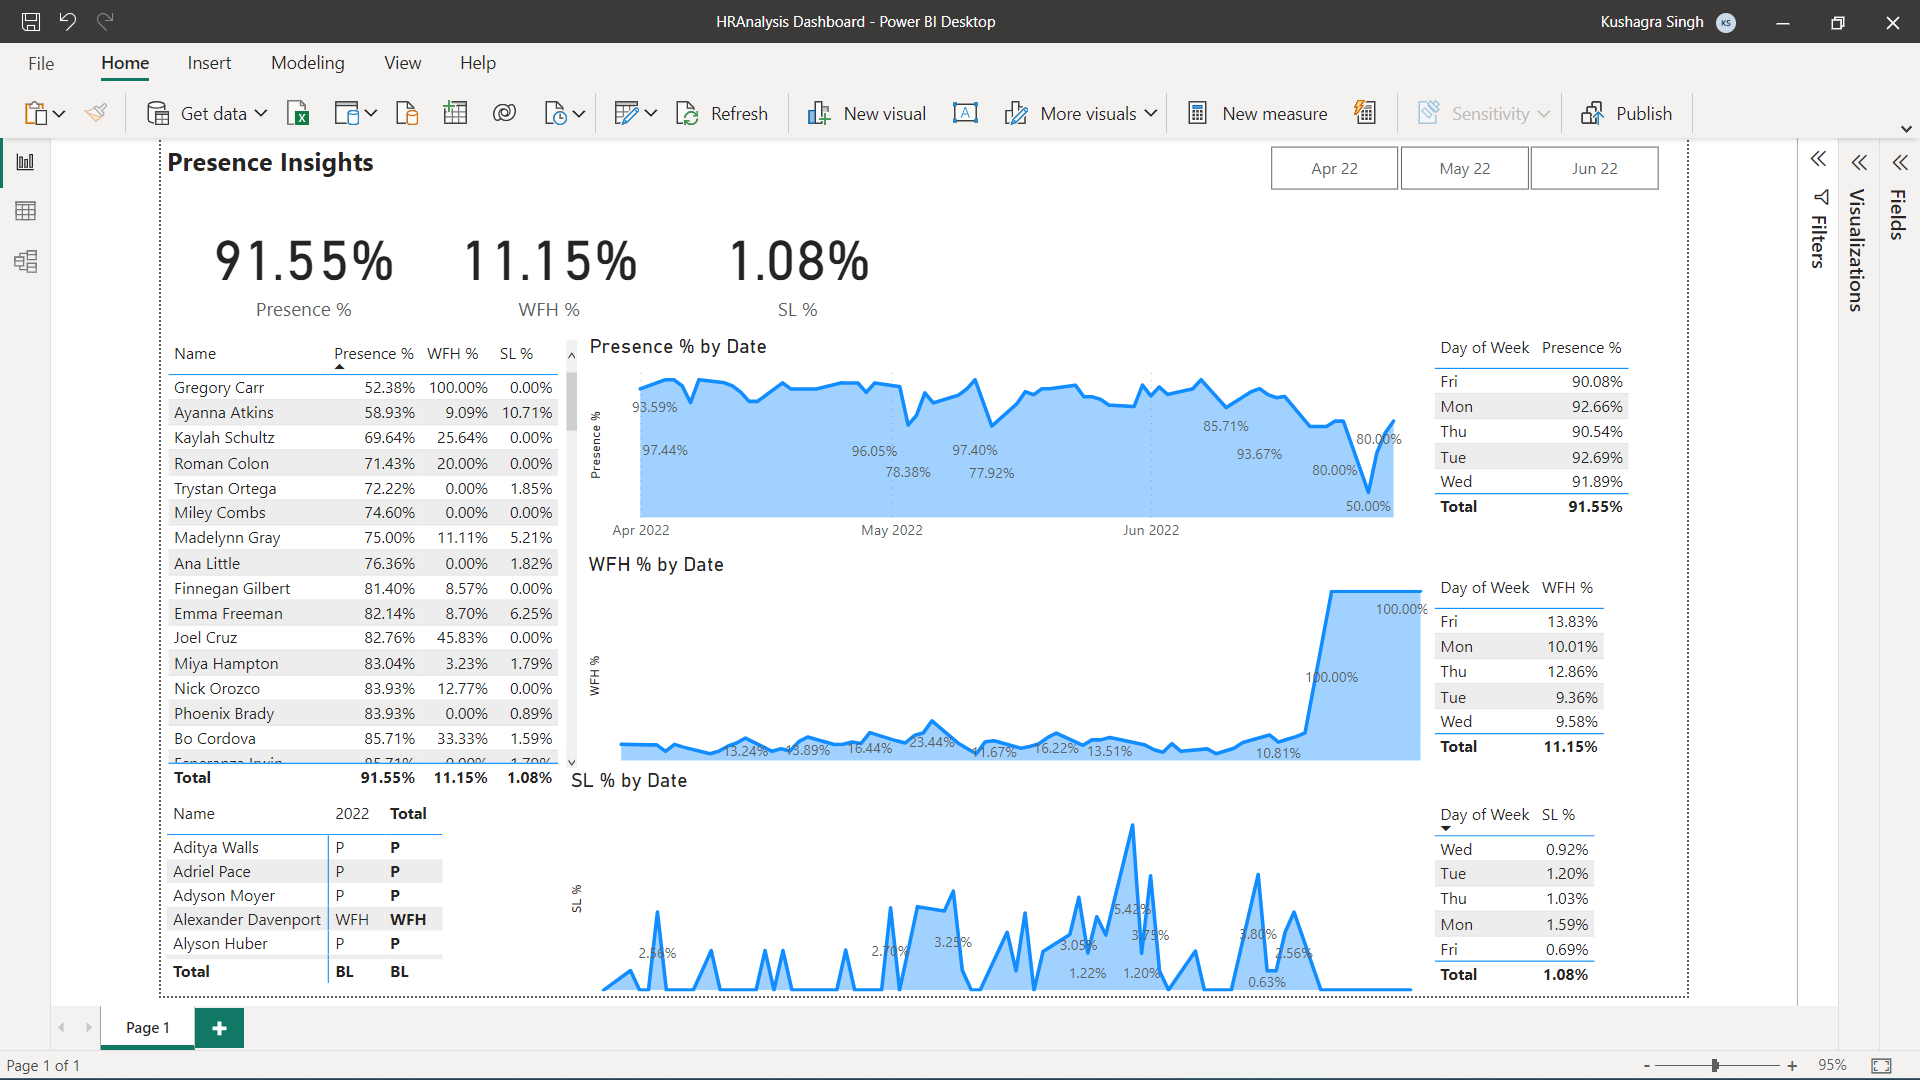 HRAnalysis Dashboard - Power BI Desktop
Kushagra Singh KS
File Home Insert Modeling View Help
Get data Refresh New visual More visuals New measure Sensitivity Publish
Presence Insights
Apr 22 May 22 Jun 22
91.55% 11.15% 1.08%
Presence % WFH % SL %
Name Presence % WFH % SL %
Gregory Carr 52.38% 100.00% 0.00%
Ayanna Atkins 58.93% 9.09% 10.71%
Kaylah Schultz 69.64% 25.64% 0.00%
Roman Colon 71.43% 20.00% 0.00%
Trystan Ortega 72.22% 0.00% 1.85%
Miley Combs 74.60% 0.00% 0.00%
Madelynn Gray 75.00% 11.11% 5.21%
Ana Little 76.36% 0.00% 1.82%
Finnegan Gilbert 81.40% 8.57% 0.00%
Emma Freeman 82.14% 8.70% 6.25%
Joel Cruz 82.76% 45.83% 0.00%
Miya Hampton 83.04% 3.23% 1.79%
Nick Orozco 83.93% 12.77% 0.00%
Phoenix Brady 83.93% 0.00% 0.89%
Bo Cordova 85.71% 33.33% 1.59%
Total 91.55% 11.15% 1.08%
Name 2022 Total
Aditya Walls P P
Adriel Pace P P
Adyson Moyer P P
Alexander Davenport WFH WFH
Alyson Huber P P
Total BL BL
Presence % by Date
Presence %
93.59%
97.44%
96.05%
78.38%
97.40%
77.92%
85.71%
93.67%
80.00%
80.00%
50.00%
Apr 2022 May 2022 Jun 2022
WFH % by Date
WFH %
13.24% 13.89% 16.44% 23.44% 11.67% 16.22% 13.51% 10.81% 100.00% 100.00%
SL % by Date
SL %
2.56% 2.70% 3.25% 3.05% 1.22% 5.42% 3.75% 1.20% 3.80% 0.63% 2.56%
Day of Week Presence %
Fri 90.08%
Mon 92.66%
Thu 90.54%
Tue 92.69%
Wed 91.89%
Total 91.55%
Day of Week WFH %
Fri 13.83%
Mon 10.01%
Thu 12.86%
Tue 9.36%
Wed 9.58%
Total 11.15%
Day of Week SL %
Wed 0.92%
Tue 1.20%
Thu 1.03%
Mon 1.59%
Fri 0.69%
Total 1.08%
Filters
Visualizations
Fields
Page 1
Page 1 of 1
- + 95%